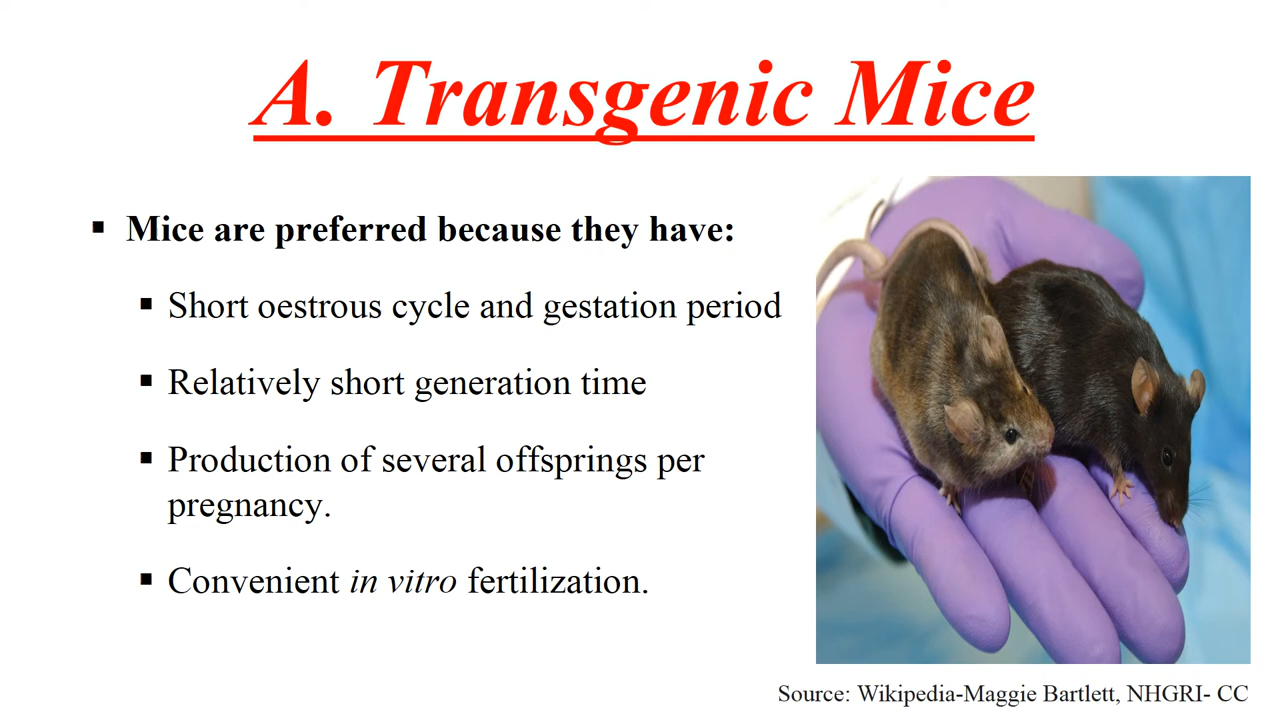 A. Transgenic Mice
▪ Mice are preferred because they have:
▪ Short oestrous cycle and gestation period
▪ Relatively short generation time
▪ Production of several offsprings per
pregnancy.
▪ Convenient in vitro fertilization.
Source: Wikipedia-Maggie Bartlett, NHGRI- CC